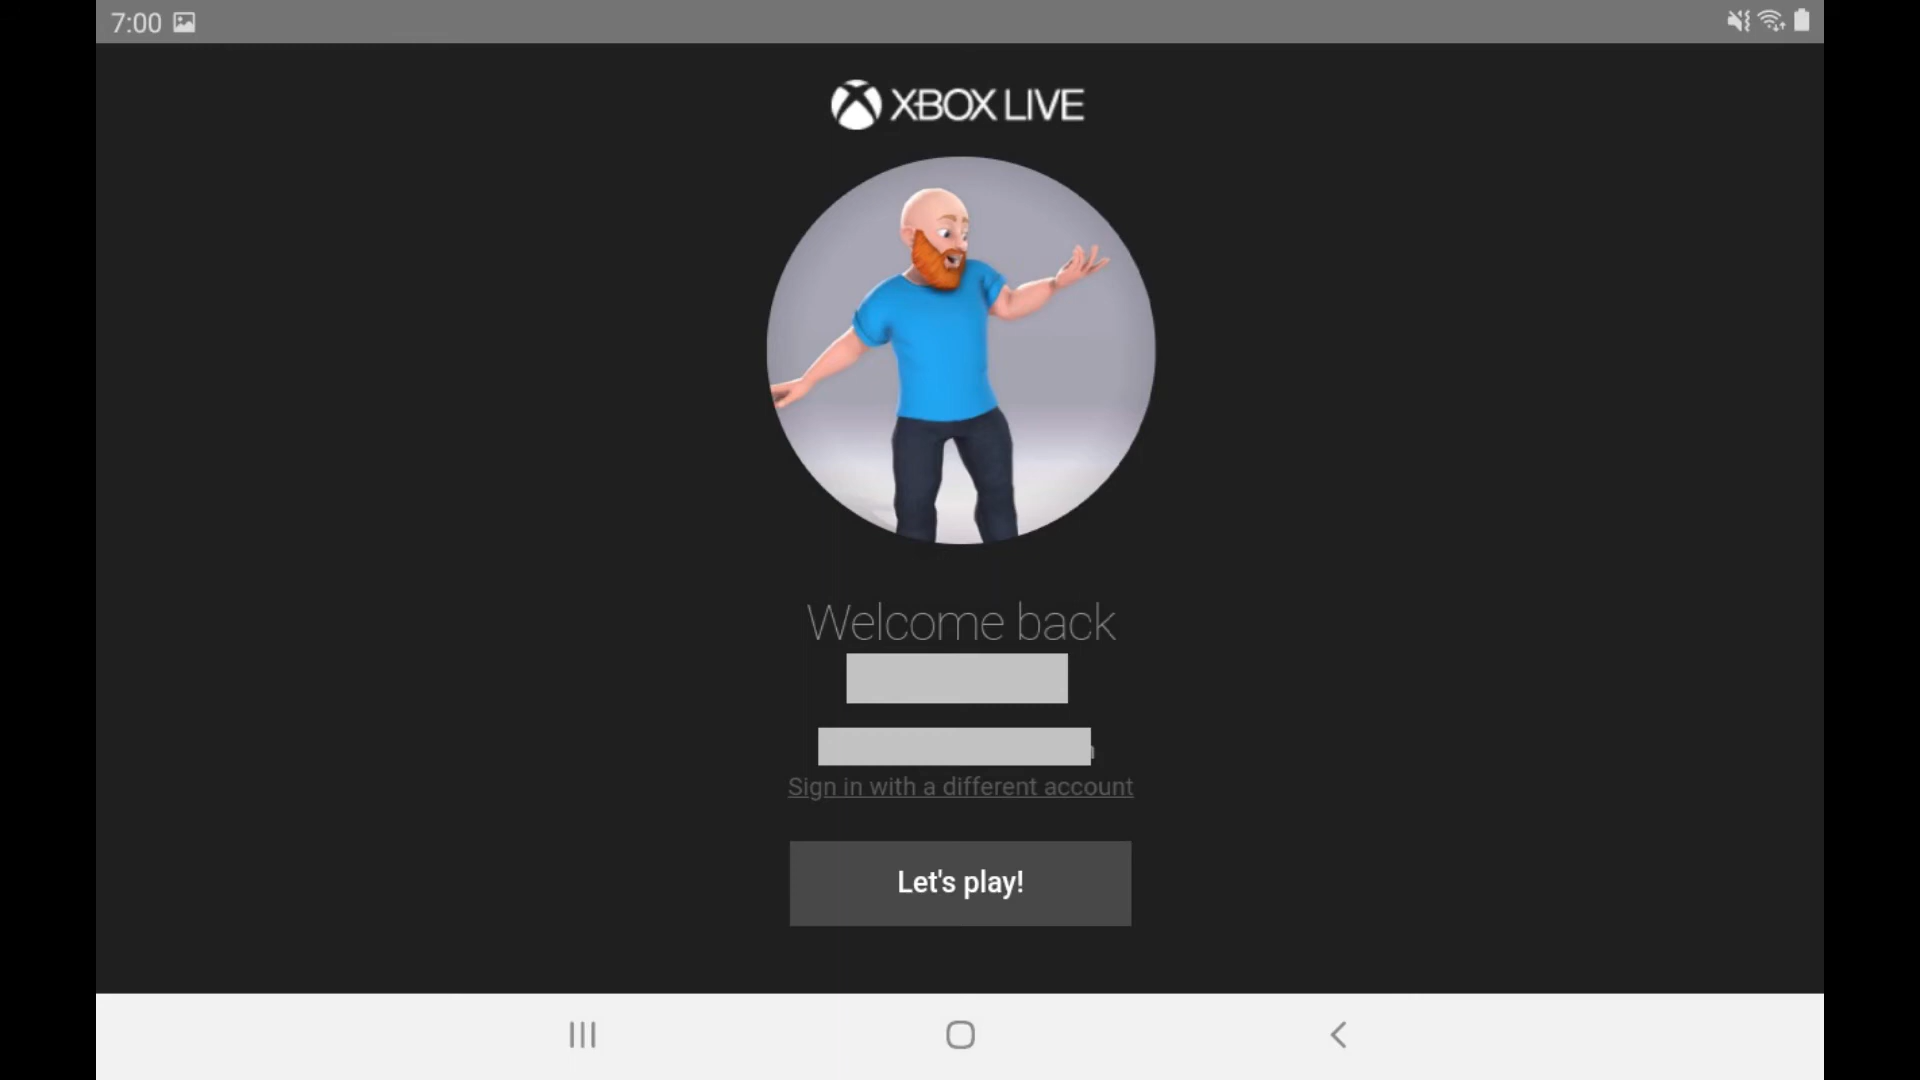 7:00
XBOX LIVE
Welcome back
Sign in with a different account
Let's play!